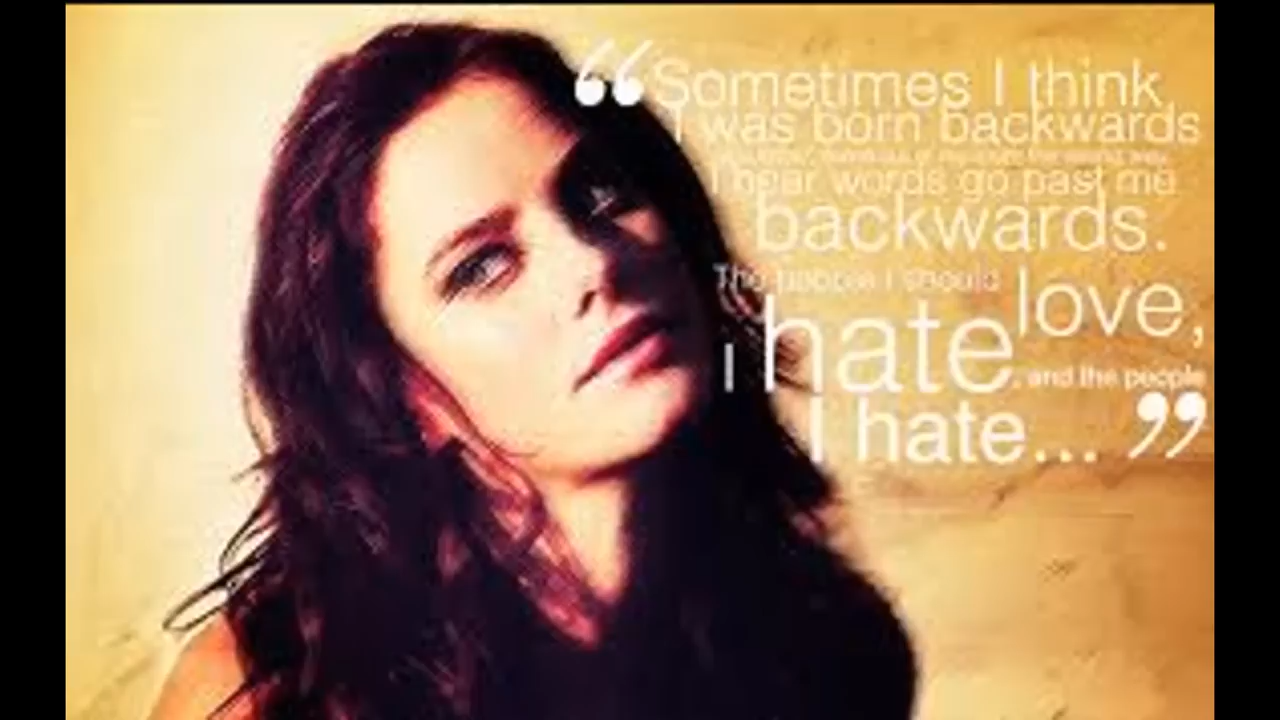 “Sometimes I think,
I was born backwards
I hear words go past me
backwards.
The people I should love,
I hate, and the people
I hate... ”